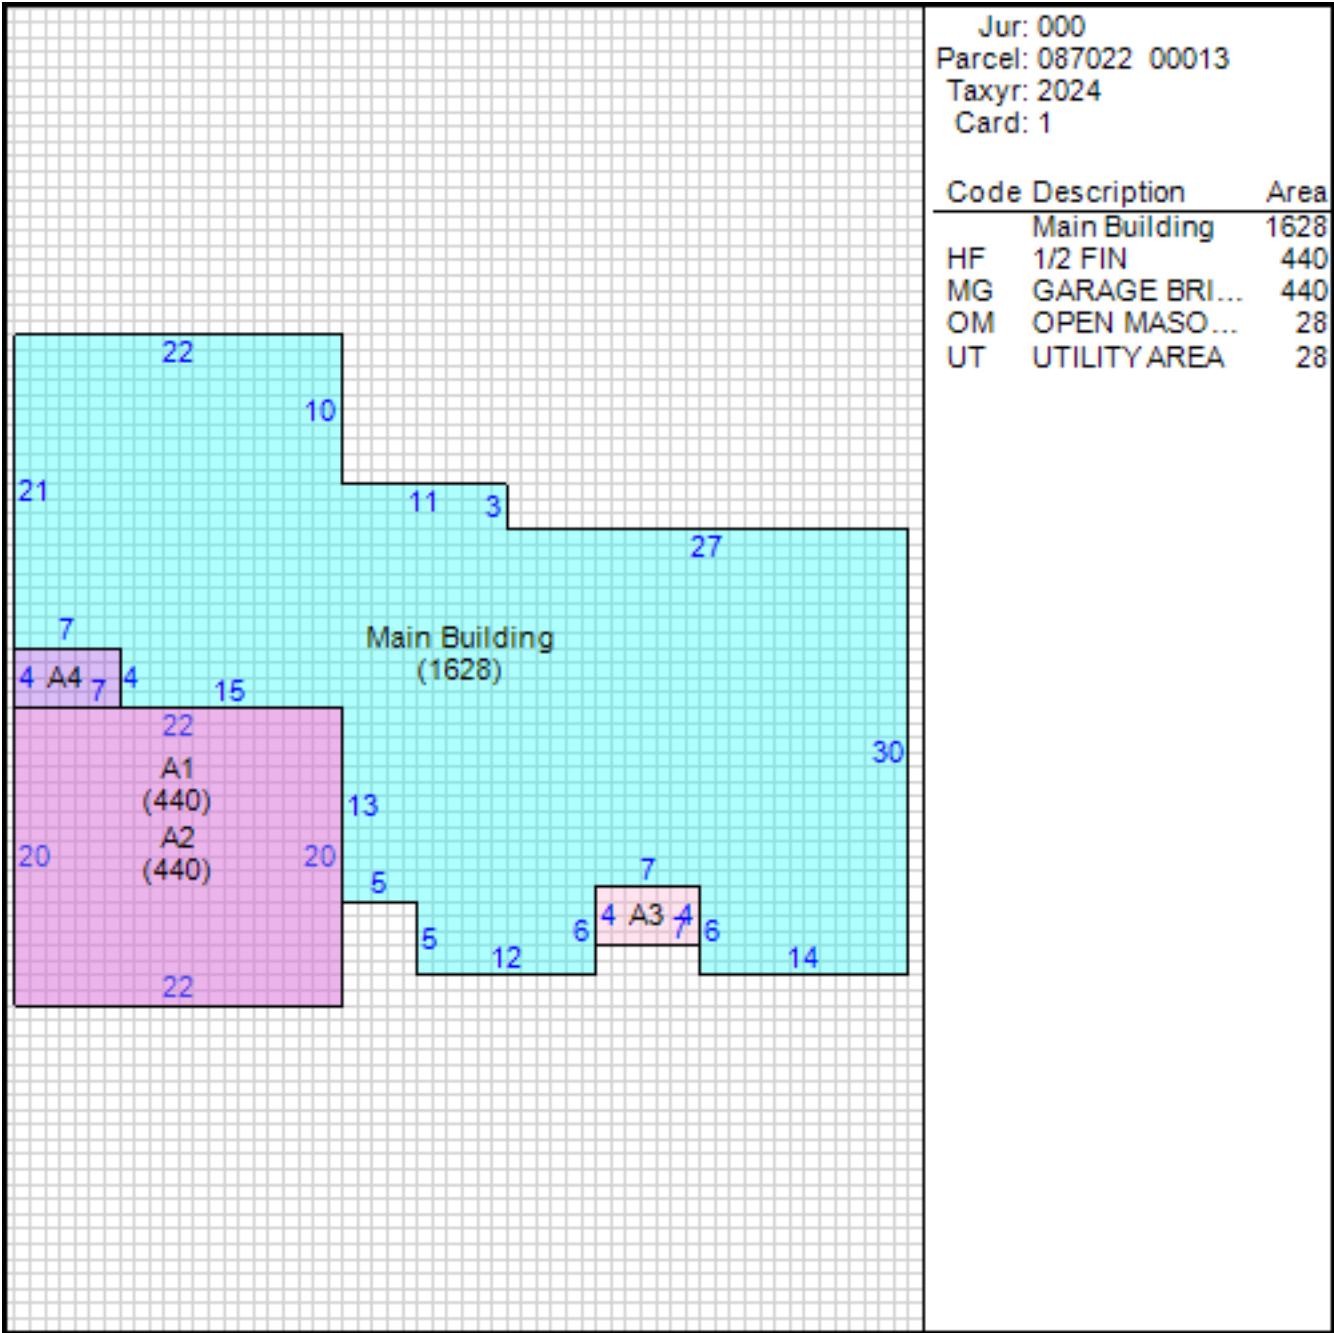 Jur: 000
Parcel: 087022 00013
Taxyr: 2024
Card: 1
Code Description Area
Main Building 1628
HF 1/2 FIN 440
MG GARAGE BRI... 440
OM OPEN MASO... 28
UT UTILITY AREA 28
22
10
21
11
3
27
7
Main Building
(1628)
4 A4 7 4
15
22
30
A1
(440)
13
A2
(440)
20
20
7
5
4 A3 4
7
6
6
5
12
14
22